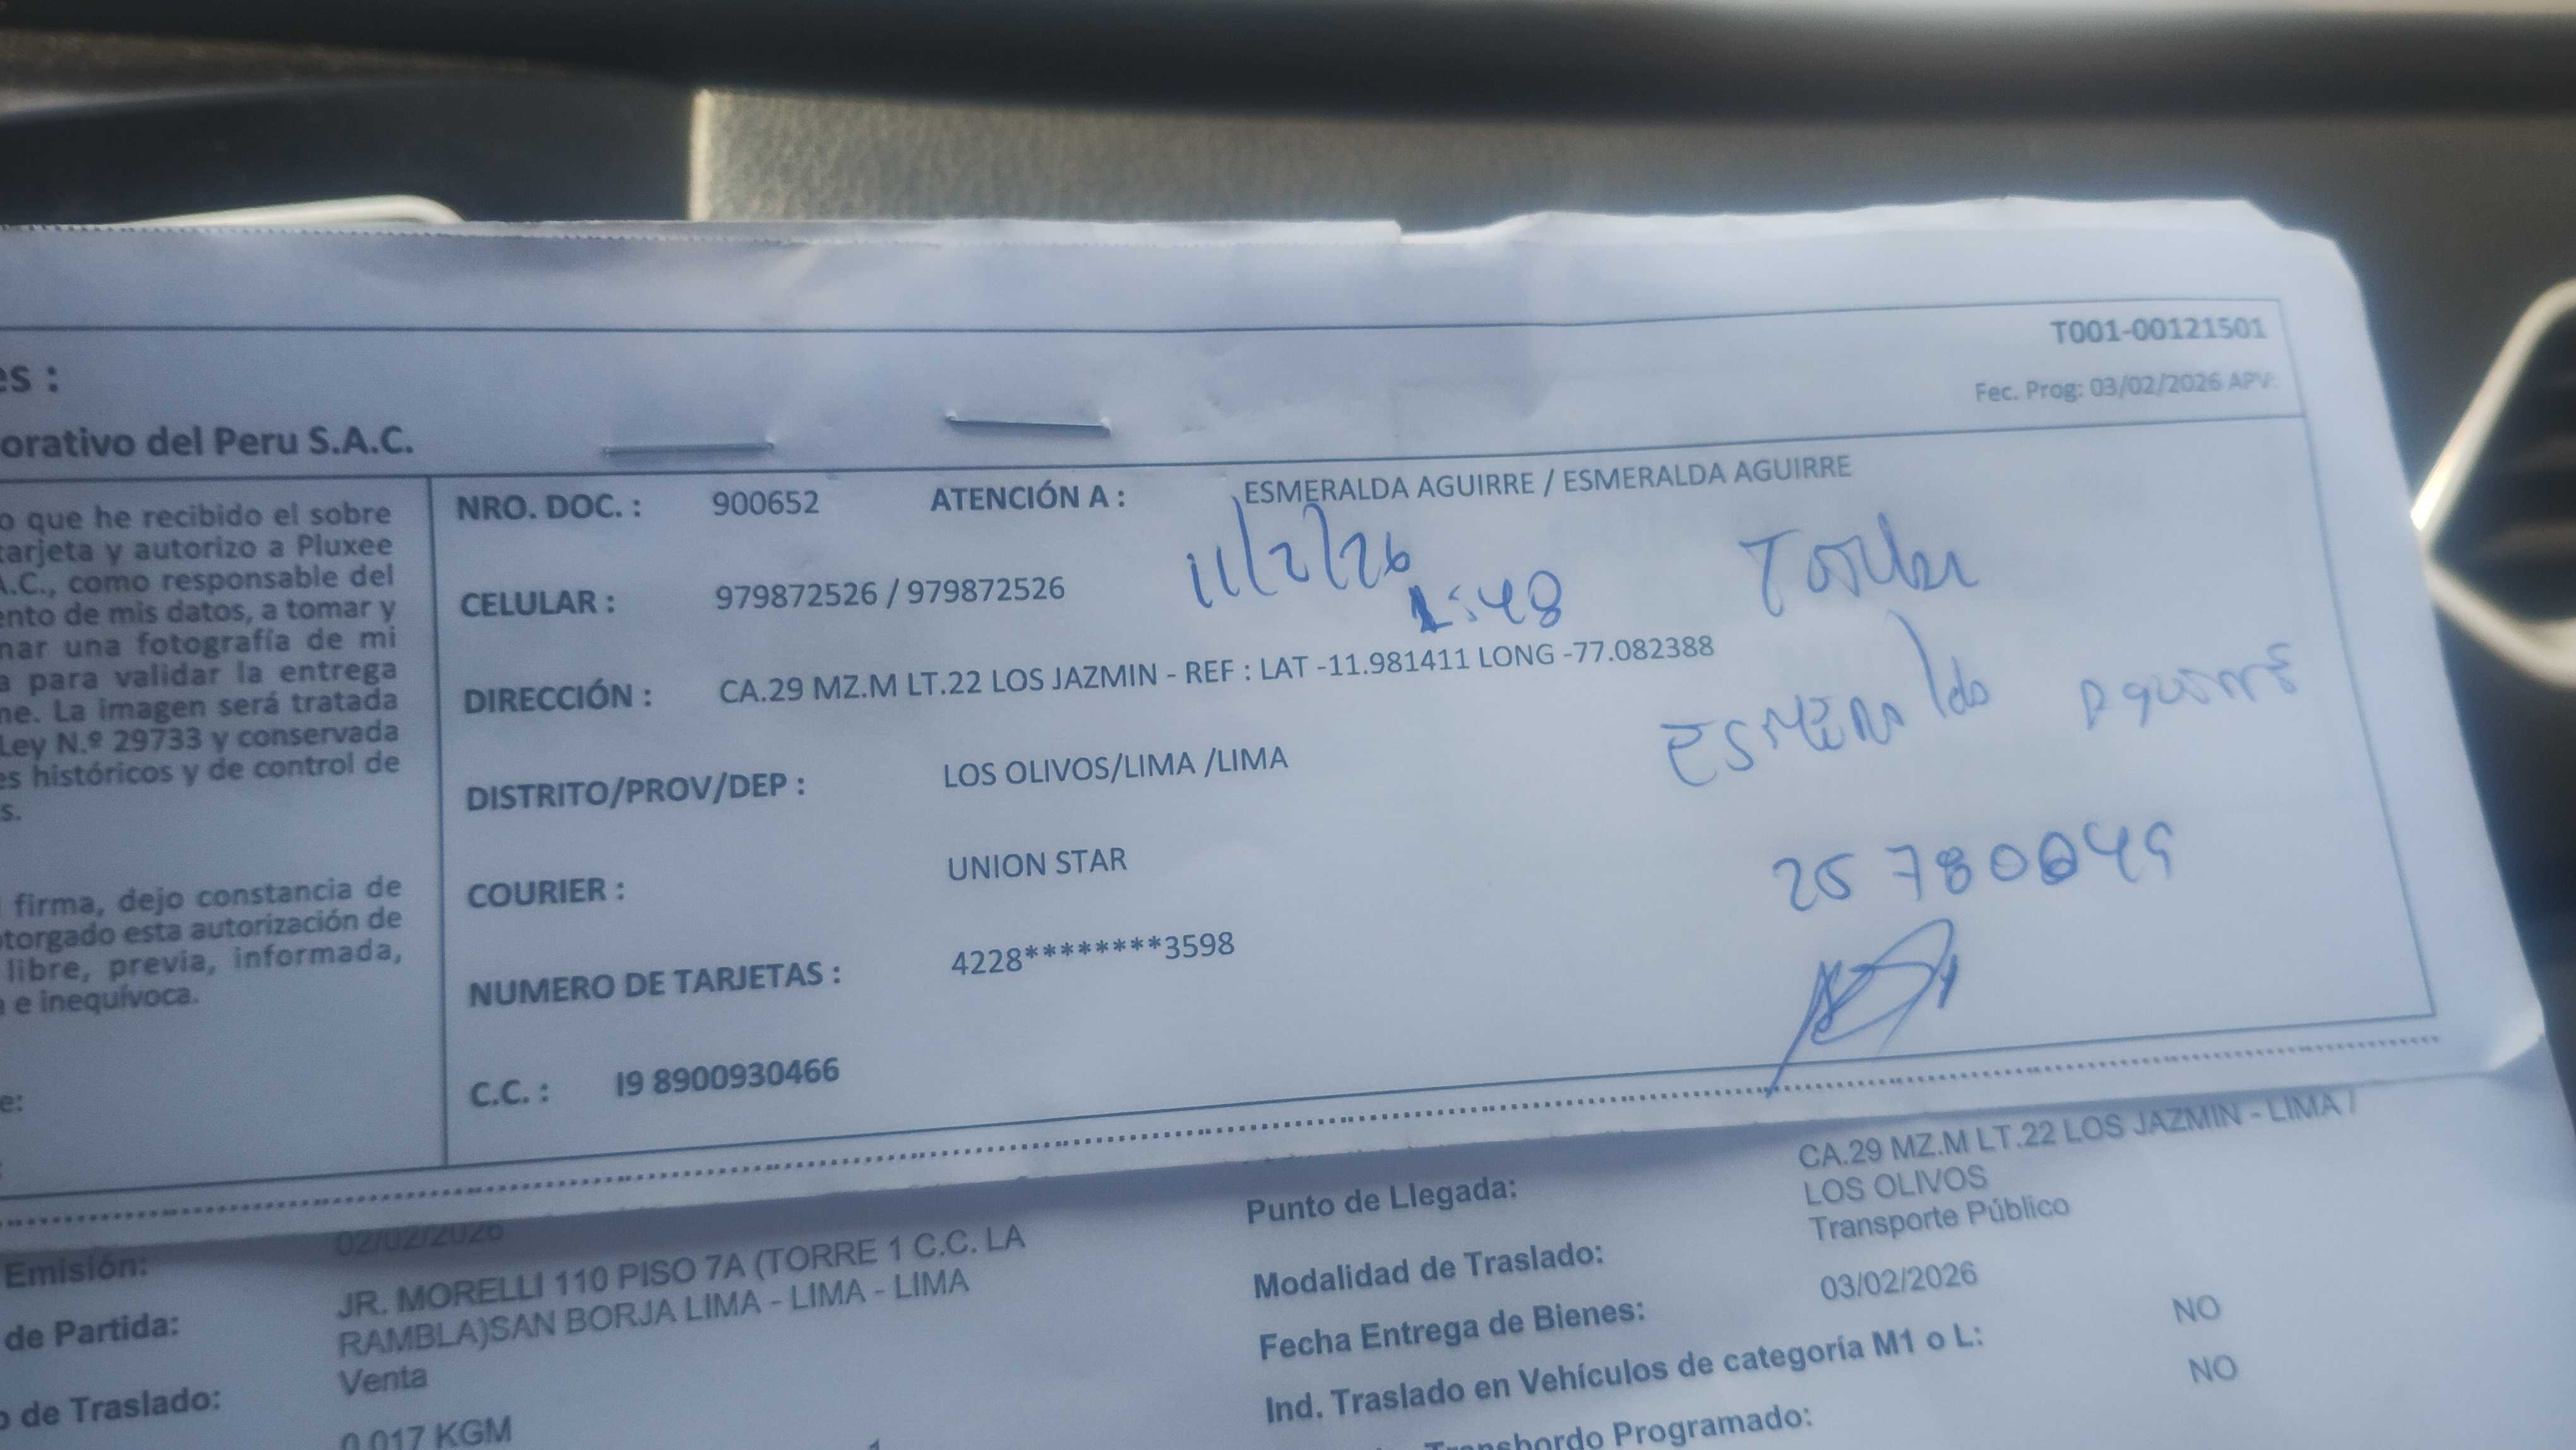 T001-00121501
es :
Fec. Prog: 03/02/2026 APV:
orativo del Peru S.A.C.
o que he recibido el sobre
tarjeta y autorizo a Pluxee
A.C., como responsable del
ento de mis datos, a tomar y
nar una fotografía de mi
a para validar la entrega
ne. La imagen será tratada
Ley N.º 29733 y conservada
es históricos y de control de
s.
firma, dejo constancia de
otorgado esta autorización de
libre, previa, informada,
a e inequívoca.
e:
NRO. DOC. : 900652 ATENCIÓN A : ESMERALDA AGUIRRE / ESMERALDA AGUIRRE
11/2/26
CELULAR : 979872526 / 979872526
:48
DIRECCIÓN : CA.29 MZ.M LT.22 LOS JAZMIN - REF : LAT -11.981411 LONG -77.082388
Esmeralda Aguirre
DISTRITO/PROV/DEP : LOS OLIVOS/LIMA /LIMA
COURIER : UNION STAR
25780049
NUMERO DE TARJETAS : 4228********3598
C.C. : I9 8900930466
Emisión: 02/02/2026
de Partida: JR. MORELLI 110 PISO 7A (TORRE 1 C.C. LA
RAMBLA)SAN BORJA LIMA - LIMA - LIMA
o de Traslado: Venta
0.017 KGM
1
Punto de Llegada: CA.29 MZ.M LT.22 LOS JAZMIN - LIMA /
LOS OLIVOS
Modalidad de Traslado: Transporte Público
Fecha Entrega de Bienes: 03/02/2026
Ind. Traslado en Vehículos de categoría M1 o L: NO
Transbordo Programado: NO